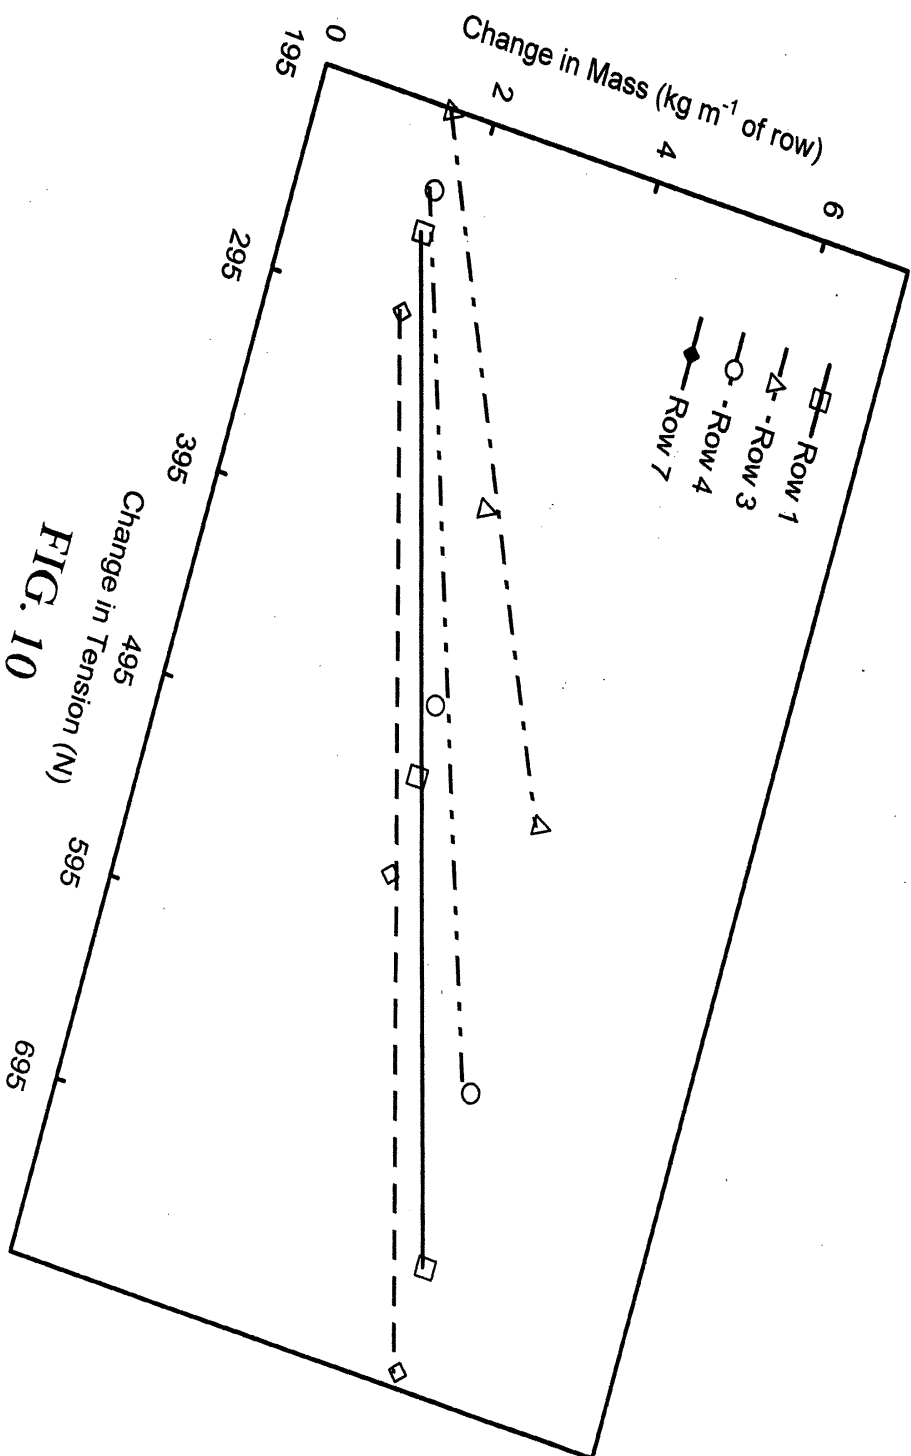 Change in Mass (kg m⁻¹ of row)
6
4
2
0
Row 1
Row 3
Row 4
Row 7
195
295
395
495
595
695
Change in Tension (N)
FIG. 10